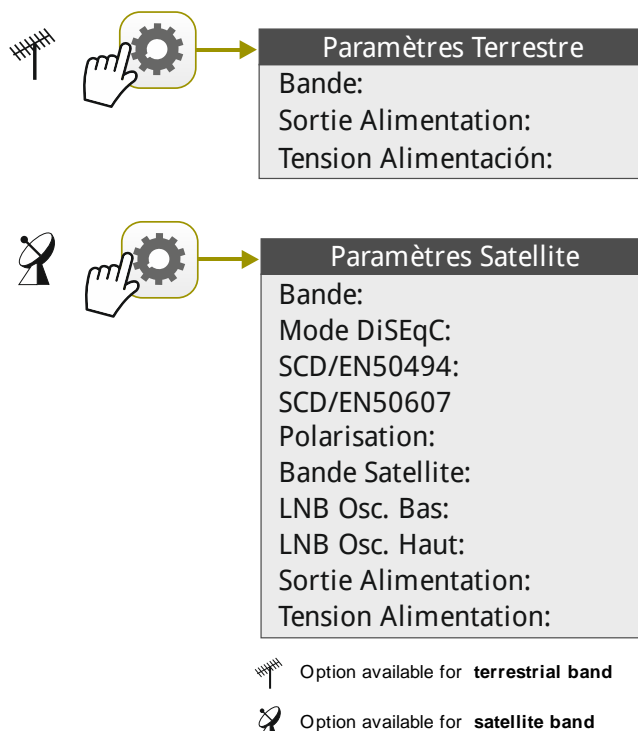 Paramètres Terrestre
Bande:
Sortie Alimentation:
Tension Alimentación:
Paramètres Satellite
Bande:
Mode DiSEqC:
SCD/EN50494:
SCD/EN50607
Polarisation:
Bande Satellite:
LNB Osc. Bas:
LNB Osc. Haut:
Sortie Alimentation:
Tension Alimentation:
Option available for terrestrial band
Option available for satellite band